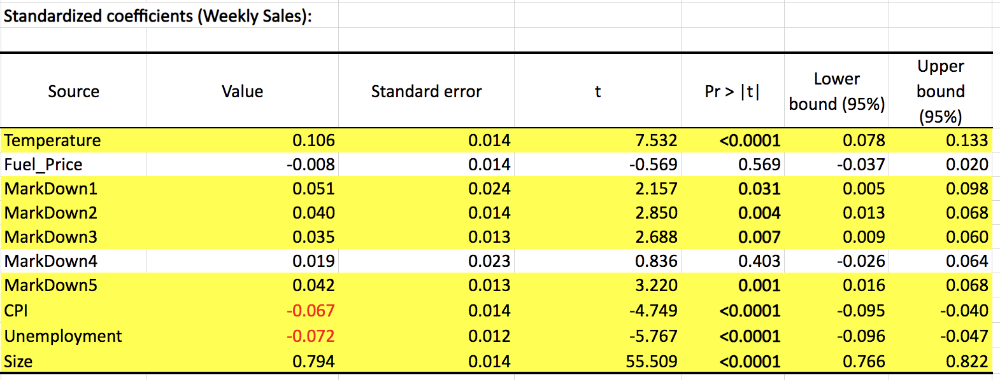 Standardized coefficients (Weekly Sales):
Source Value Standard error t Pr > |t| Lower bound (95%) Upper bound (95%)
Temperature 0.106 0.014 7.532 <0.0001 0.078 0.133
Fuel_Price -0.008 0.014 -0.569 0.569 -0.037 0.020
MarkDown1 0.051 0.024 2.157 0.031 0.005 0.098
MarkDown2 0.040 0.014 2.850 0.004 0.013 0.068
MarkDown3 0.035 0.013 2.688 0.007 0.009 0.060
MarkDown4 0.019 0.023 0.836 0.403 -0.026 0.064
MarkDown5 0.042 0.013 3.220 0.001 0.016 0.068
CPI -0.067 0.014 -4.749 <0.0001 -0.095 -0.040
Unemployment -0.072 0.012 -5.767 <0.0001 -0.096 -0.047
Size 0.794 0.014 55.509 <0.0001 0.766 0.822